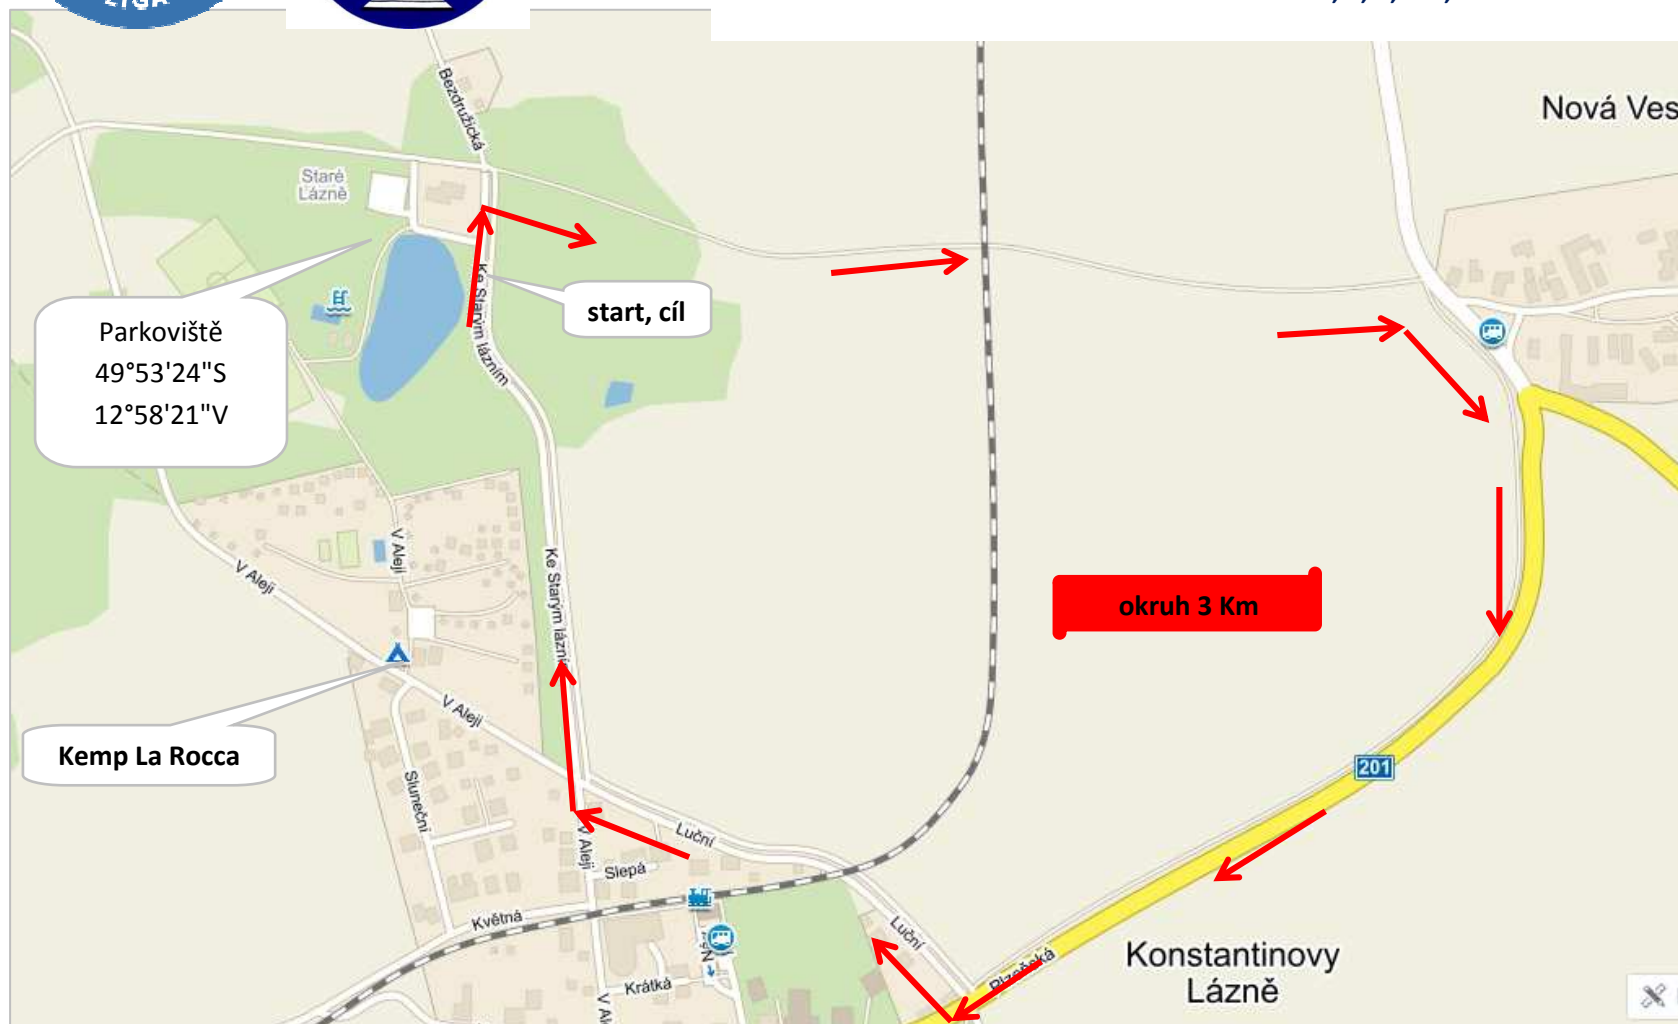 LIGA
Bezdružická
Nová Ves
Staré
Lázně
Ke Starým lázním
start, cíl
Parkoviště
49°53'24"S
12°58'21"V
V Aleji
V Aleji
Ke Starým lázním
okruh 3 Km
Kemp La Rocca
V Aleji
201
Sluneční
Luční
V Aleji
Slepá
Květná
Luční
Plzeňská
Konstantinovy
Lázně
Krátká
V Al